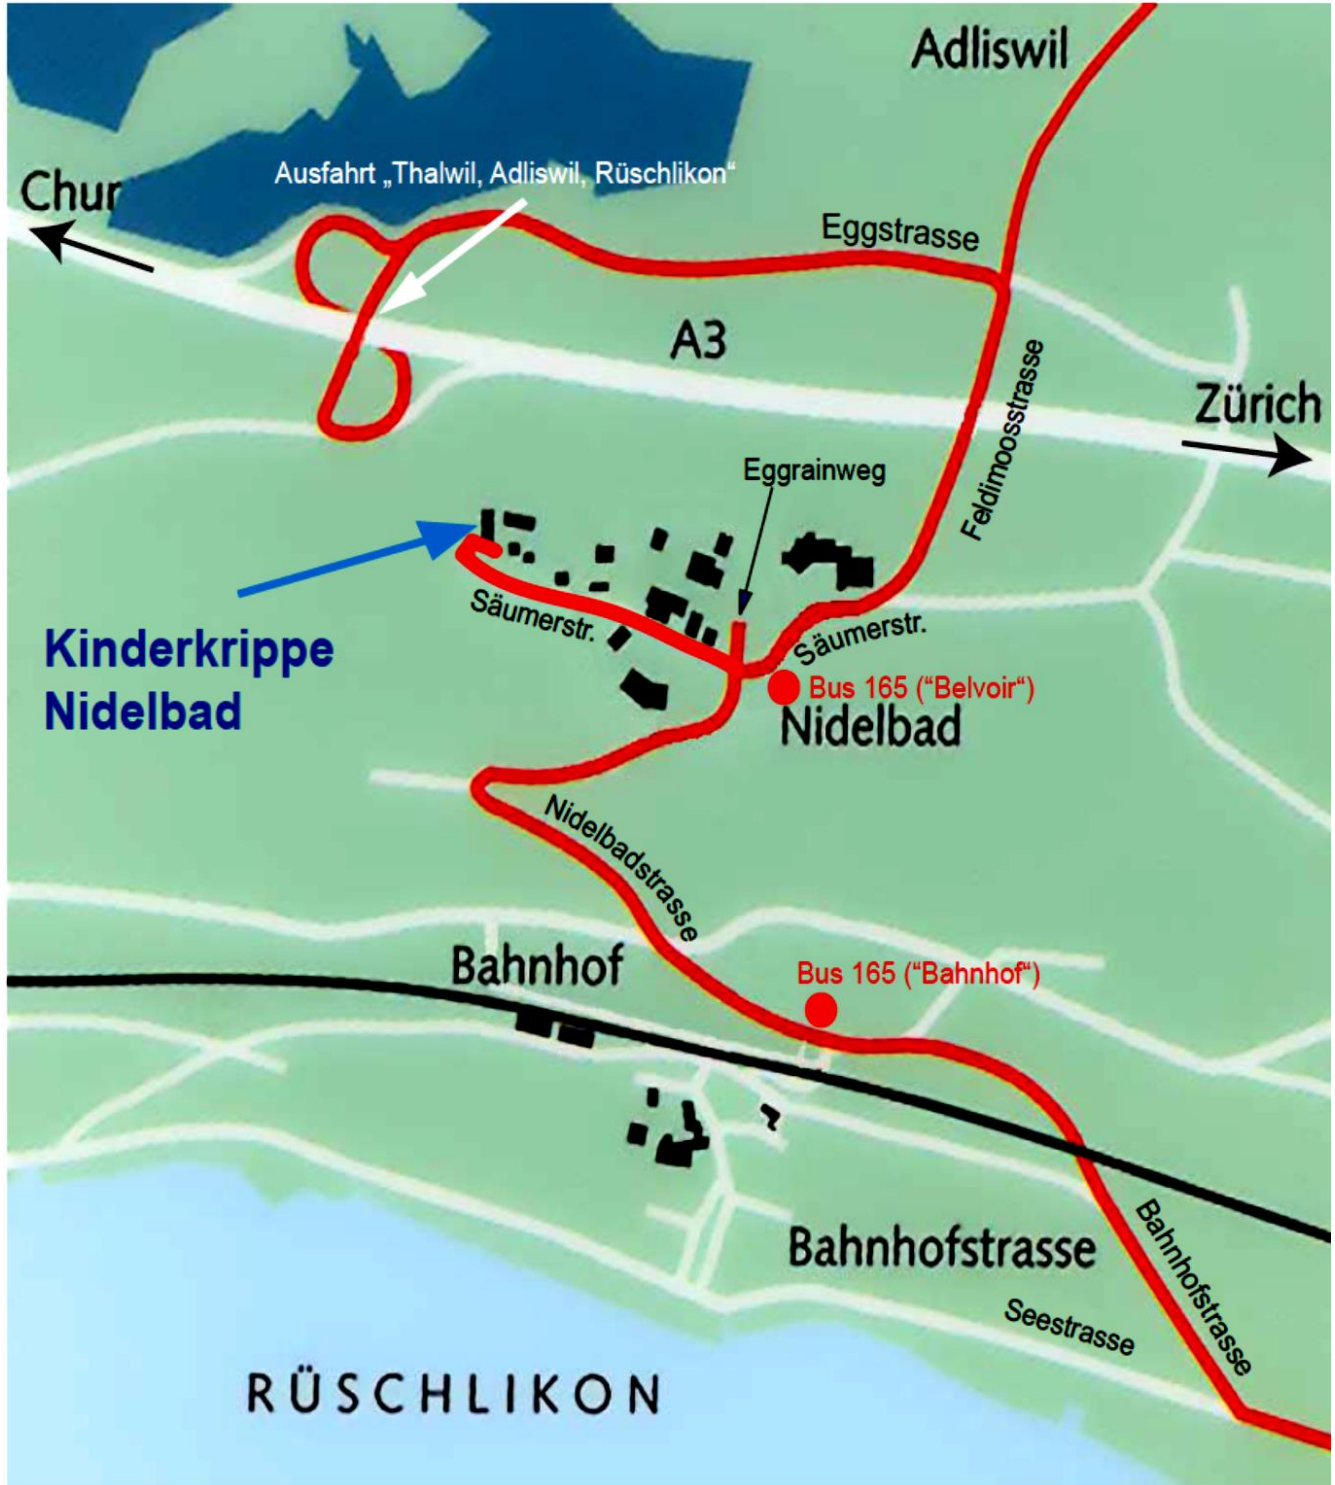 Adliswil
Ausfahrt „Thalwil, Adliswil, Rüschlikon“
Chur
Eggstrasse
A3
Feldimoosstrasse
Zürich
Eggrainweg
Säumerstr.
Säumerstr.
Kinderkrippe
Nidelbad
Bus 165 (“Belvoir“)
Nidelbad
Nidelbadstrasse
Bahnhof
Bus 165 (“Bahnhof“)
Bahnhofstrasse
Bahnhofstrasse
Seestrasse
RÜSCHLIKON